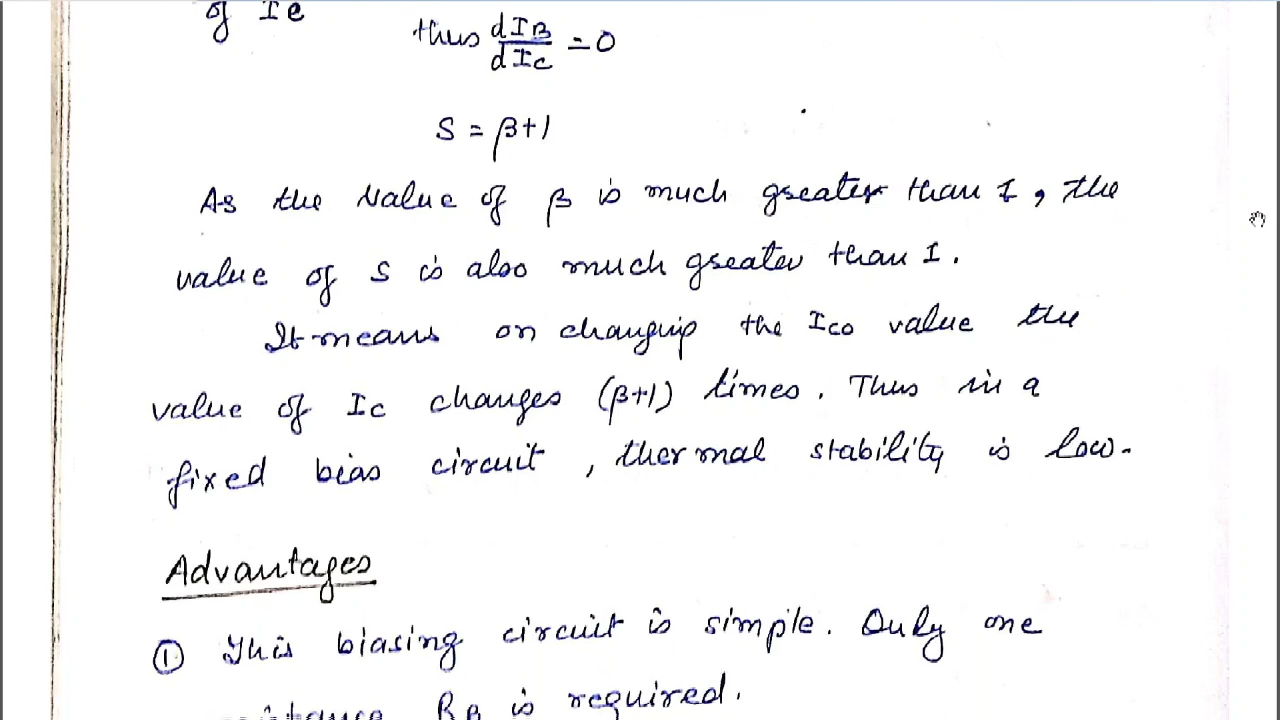 of Ic
thus dIB/dIc = 0
S = β+1
As the value of β is much greater than 1, the
value of S is also much greater than 1.
It means on changing the Ico value the
value of Ic changes (β+1) times. Thus in a
fixed bias circuit, thermal stability is low.
Advantages
① This biasing circuit is simple. Only one
RB is required.